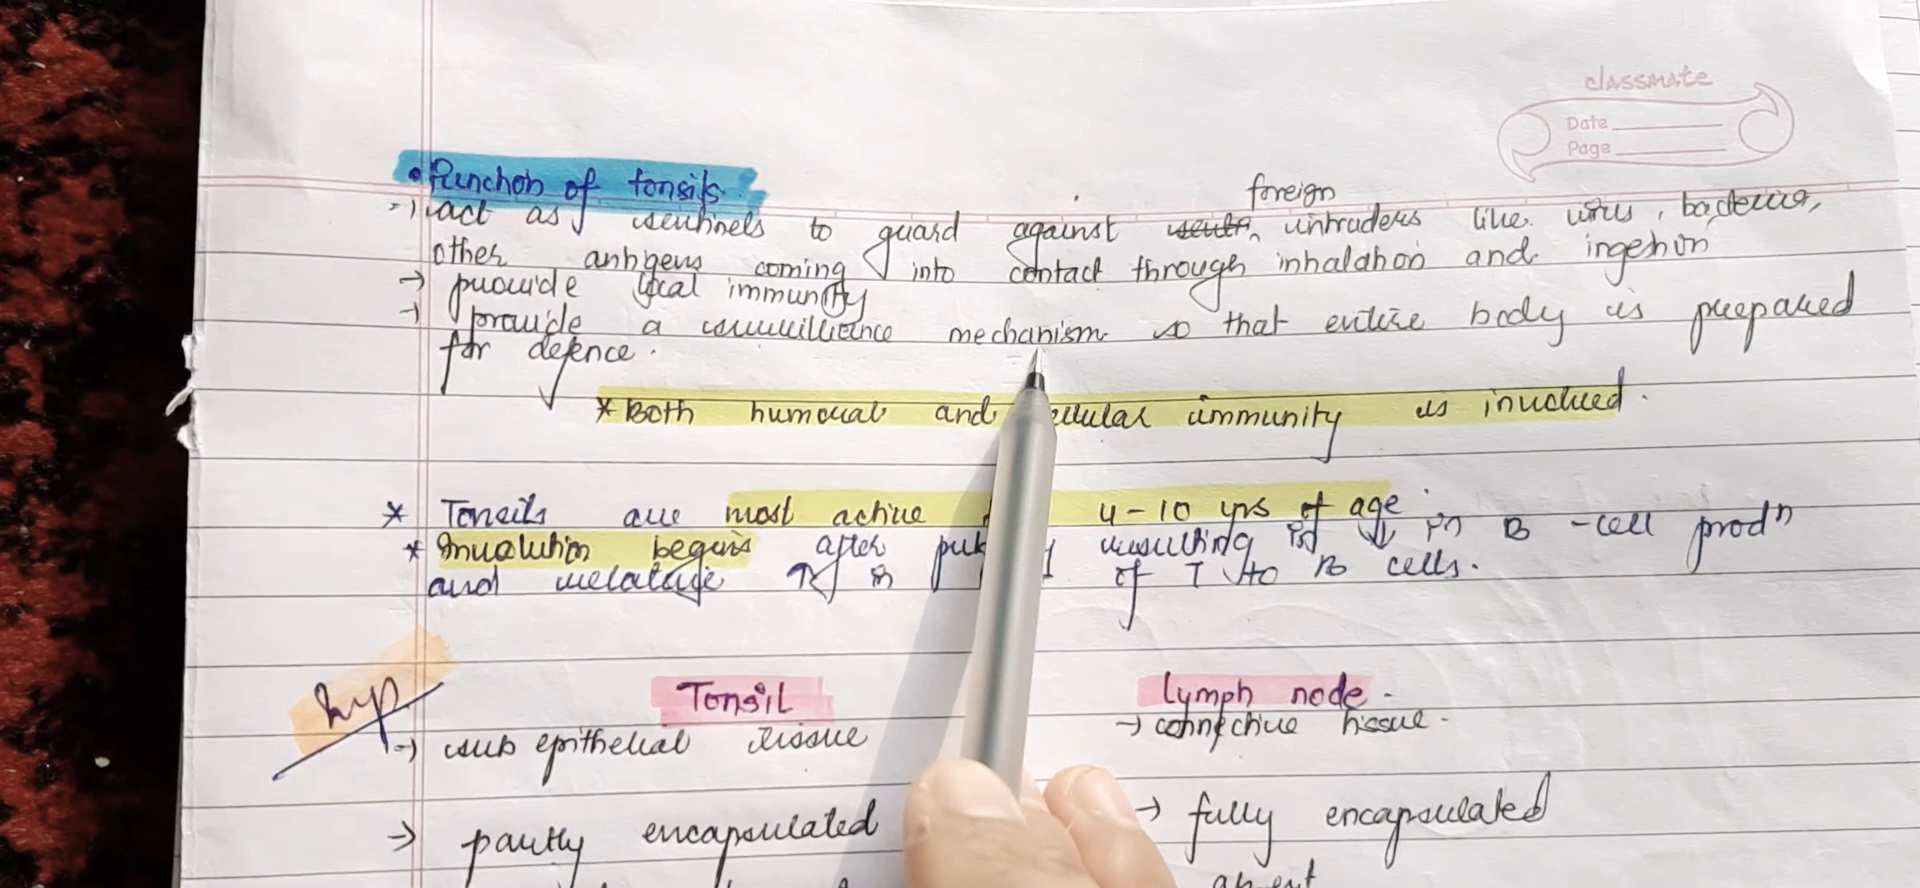 classmate
Date
Page
• Function of tonsils.
foreign
→ act as sentinels to guard against intruders like virus, bacteria,
other antigens coming into contact through inhalation and ingestion
→ provide local immunity
→ provide a survilliance mechanism so that entire body is prepared
for defence.
* Both humoral and cellular immunity is involved.
* Tonsils are most active 4-10 yrs of age.
* Involution begins after resulting in ↓ in B-cell prodⁿ
and relative ↑ in of T to B cells.
Imp
Tonsil Lymph node.
→ sub epithelial tissue → connective tissue.
→ partly encapsulated → fully encapsulated
absent